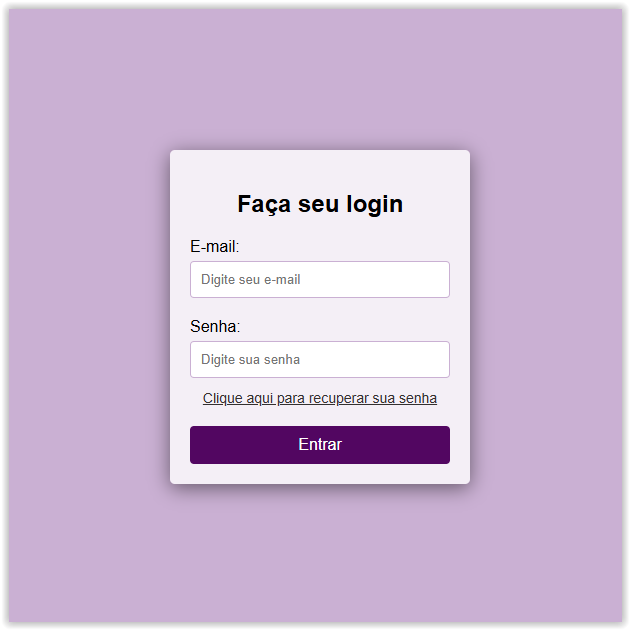 Faça seu login
E-mail:
Digite seu e-mail
Senha:
Digite sua senha
Clique aqui para recuperar sua senha
Entrar